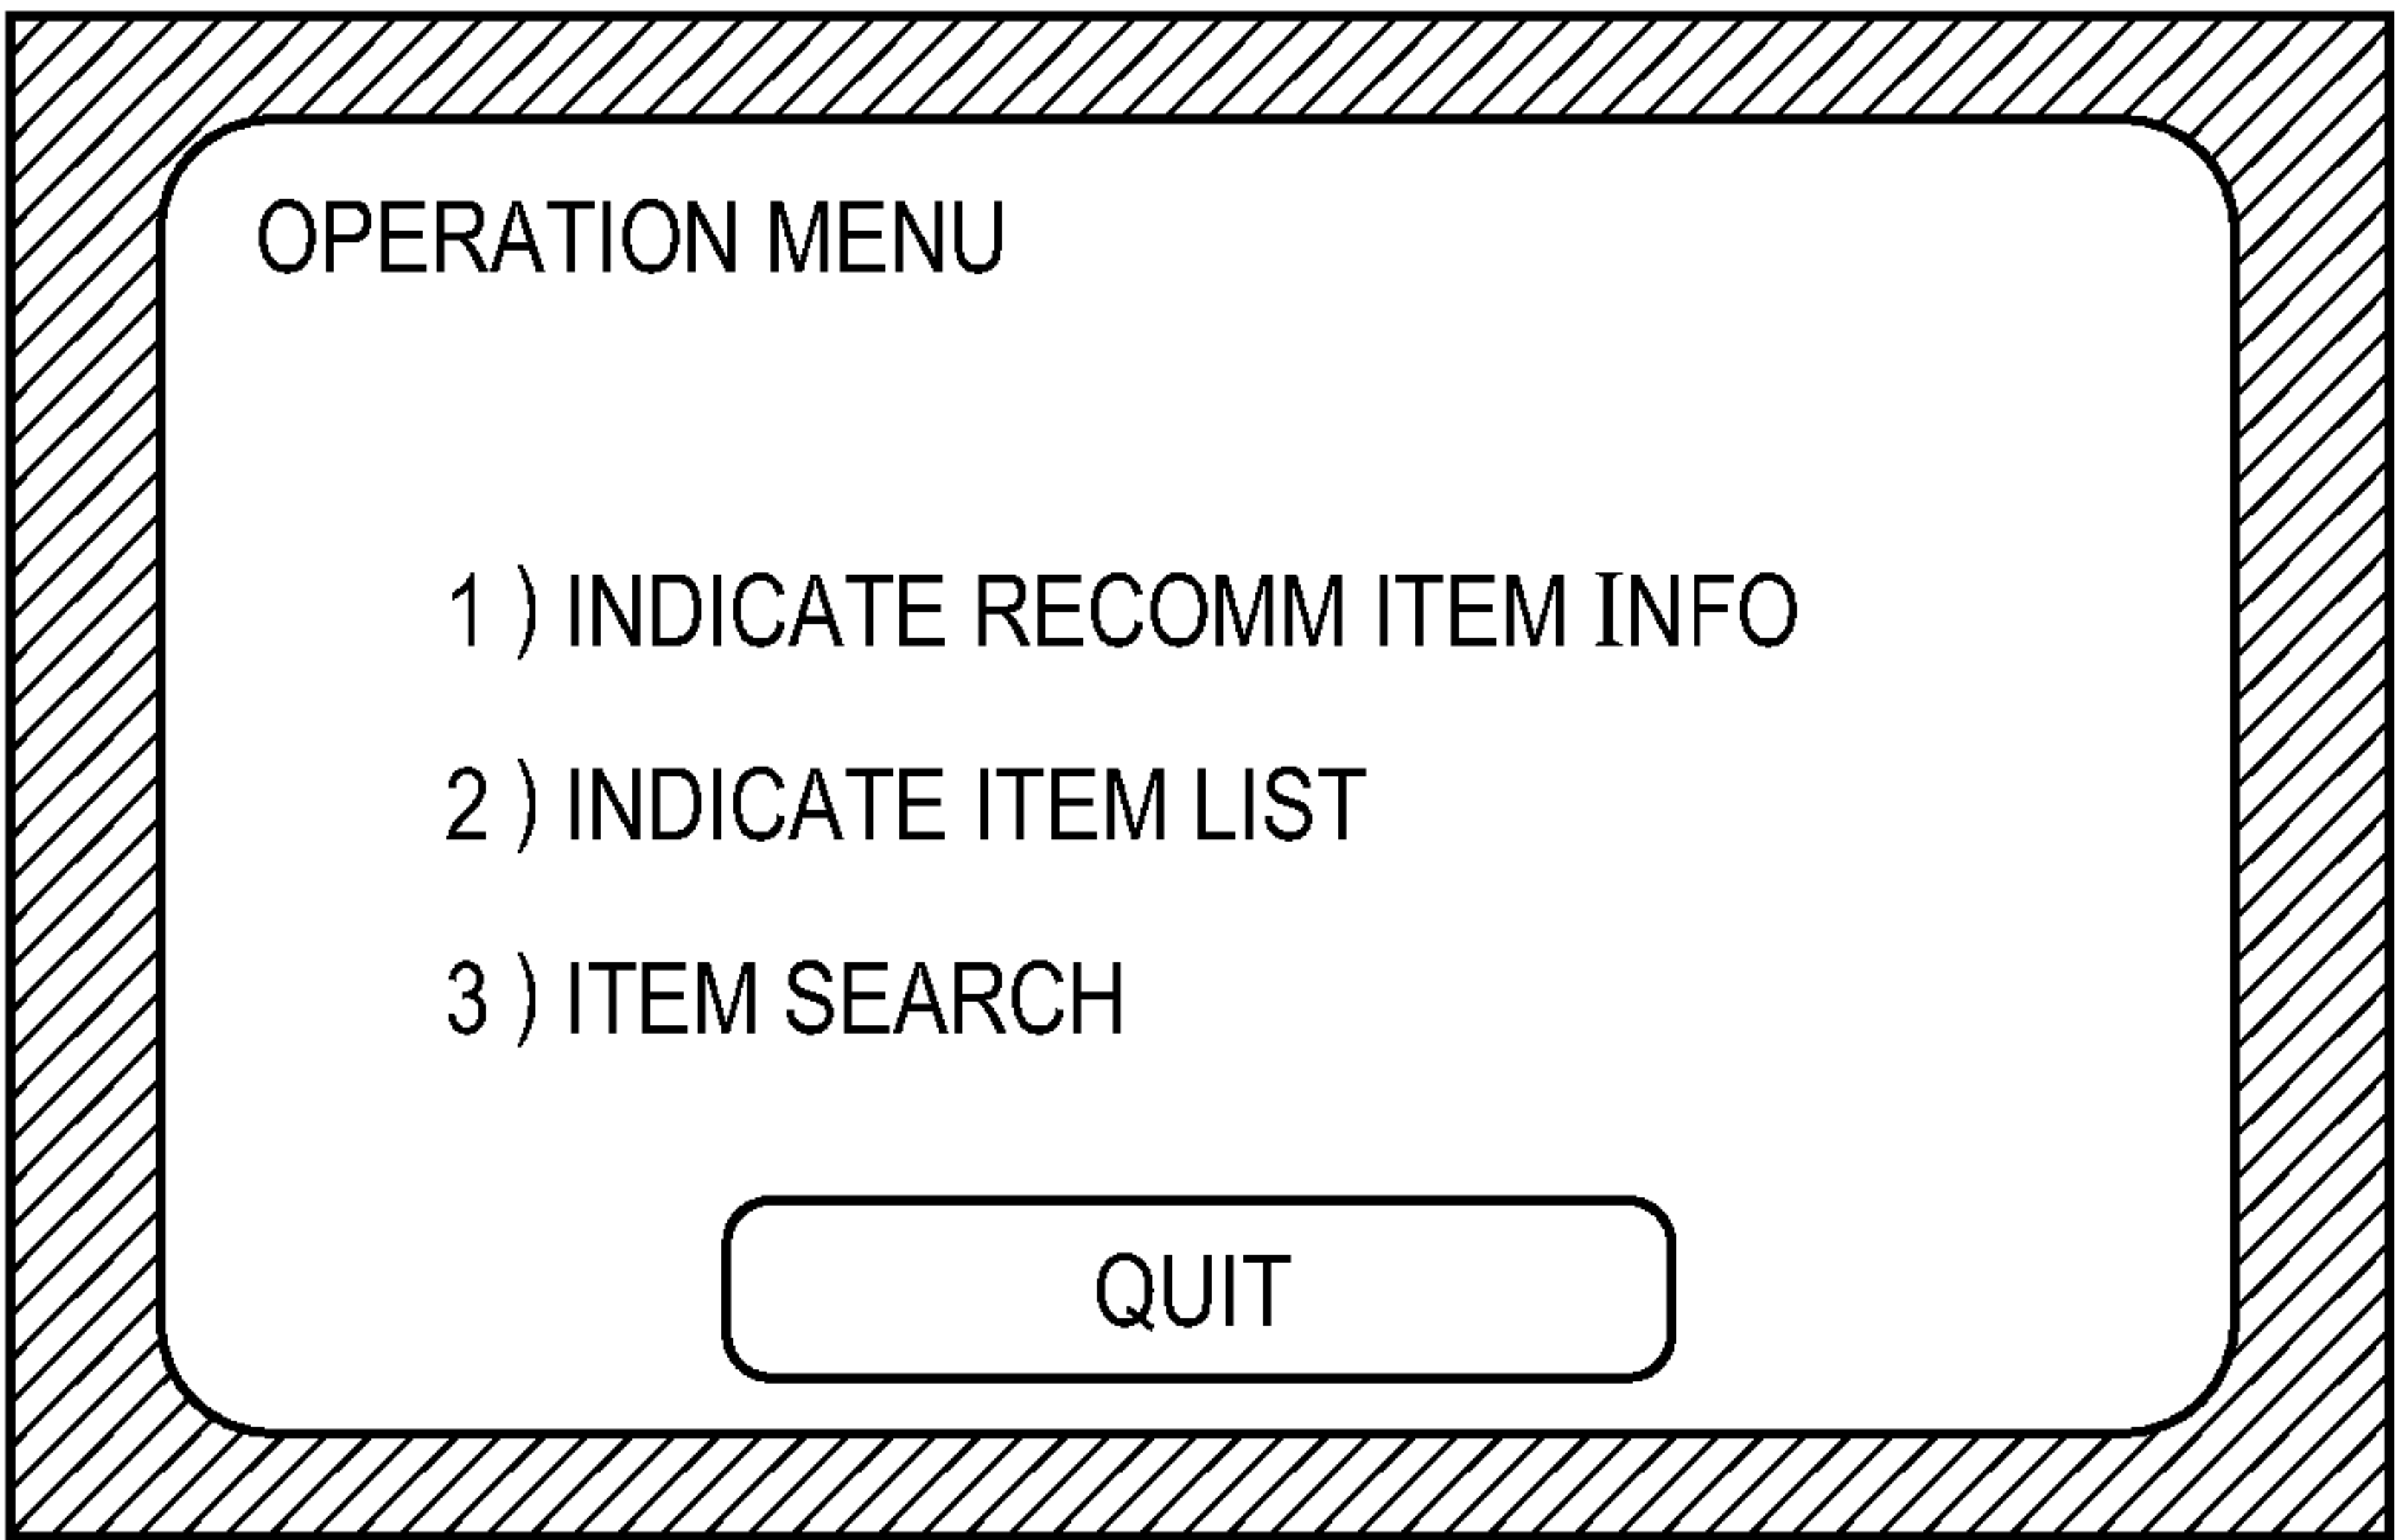 OPERATION MENU
1 ) INDICATE RECOMM ITEM INFO
2 ) INDICATE ITEM LIST
3 ) ITEM SEARCH
QUIT